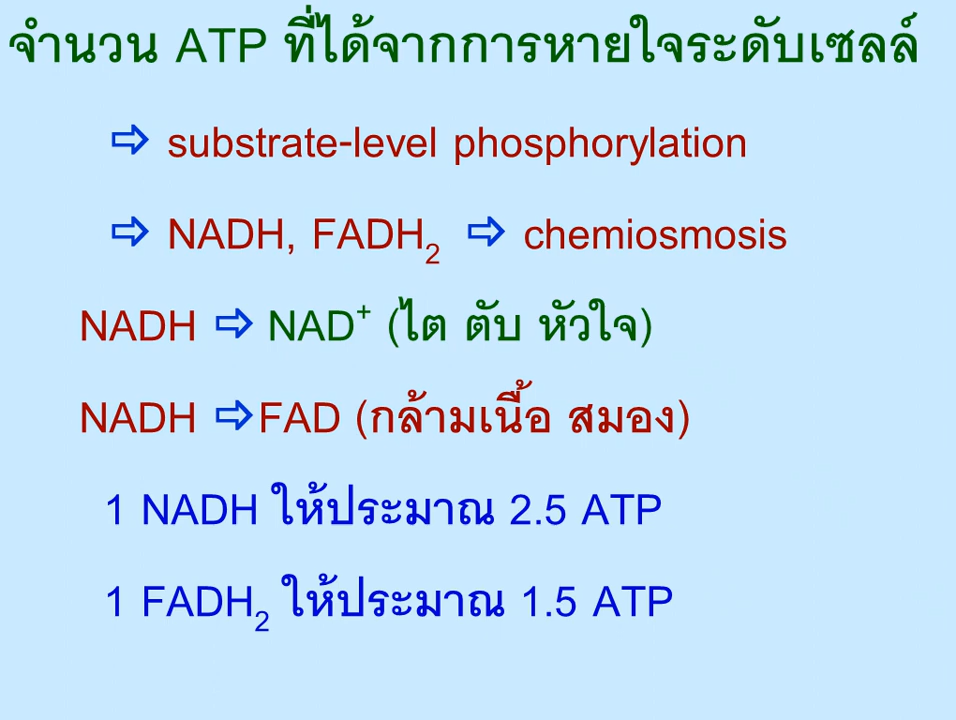 จำนวน ATP ที่ได้จากการหายใจระดับเซลล์
⇨ substrate-level phosphorylation
⇨ NADH, FADH₂ ⇨ chemiosmosis
NADH ⇨ NAD⁺ (ไต ตับ หัวใจ)
NADH ⇨FAD (กล้ามเนื้อ สมอง)
1 NADH ให้ประมาณ 2.5 ATP
1 FADH₂ ให้ประมาณ 1.5 ATP